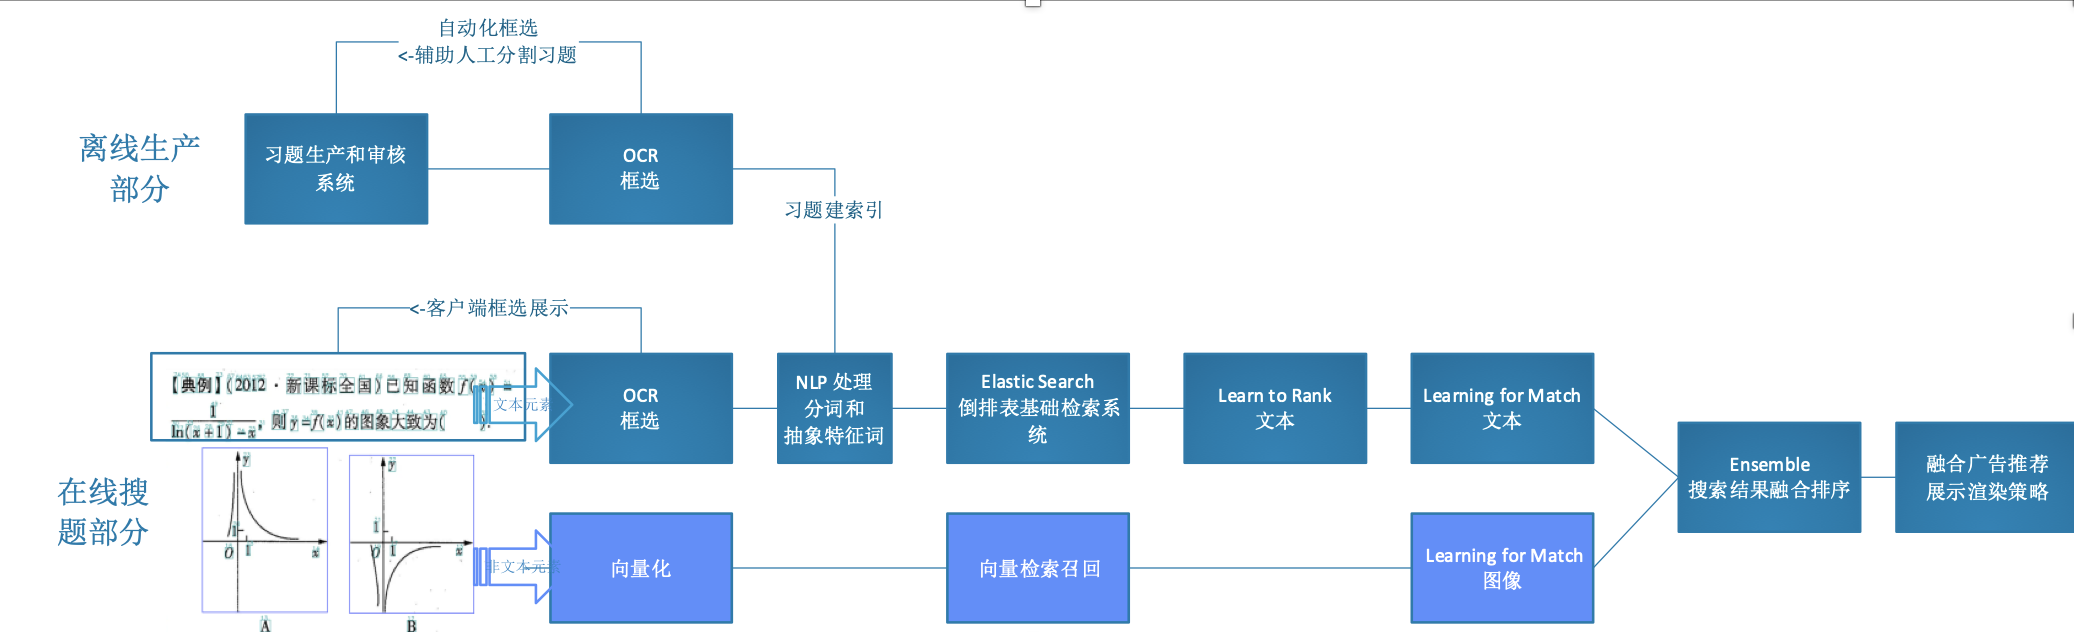 自动化框选
<-辅助人工分割习题
离线生产
部分
习题生产和审核
系统
OCR
框选
习题建索引
<-客户端框选展示
【典例】(2012 · 新课标全国) 已知函数 f(x) =
1
ln(x+1) - x
, 则 y=f(x) 的图象大致为( ).
文本元素
OCR
框选
NLP 处理
分词和
抽象特征词
Elastic Search
倒排表基础检索系
统
Learn to Rank
文本
Learning for Match
文本
Ensemble
搜索结果融合排序
融合广告推荐
展示渲染策略
在线搜
题部分
y
1
O
1
x
A
y
1
O
1
x
B
非文本元素
向量化
向量检索召回
Learning for Match
图像